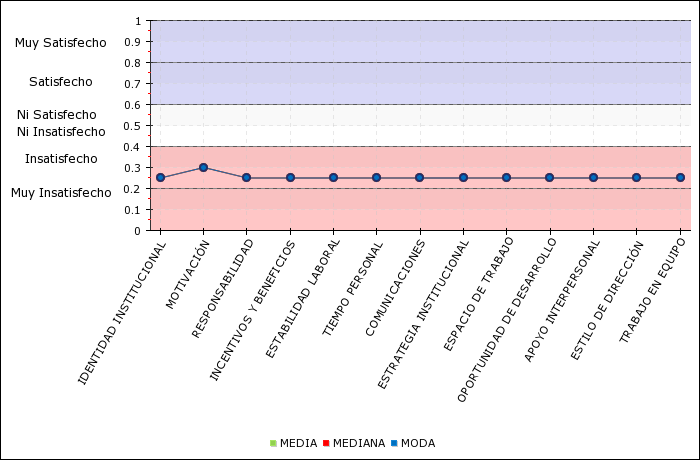 1
Muy Satisfecho
0.9
0.8
Satisfecho
0.7
0.6
Ni Satisfecho
0.5
Ni Insatisfecho
0.4
Insatisfecho
0.3
Muy Insatisfecho
0.2
0.1
0
IDENTIDAD INSTITUCIONAL
MOTIVACIÓN
RESPONSABILIDAD
INCENTIVOS Y BENEFICIOS
ESTABILIDAD LABORAL
TIEMPO PERSONAL
COMUNICACIONES
ESTRATEGIA INSTITUCIONAL
ESPACIO DE TRABAJO
OPORTUNIDAD DE DESARROLLO
APOYO INTERPERSONAL
ESTILO DE DIRECCIÓN
TRABAJO EN EQUIPO
MEDIA MEDIANA MODA